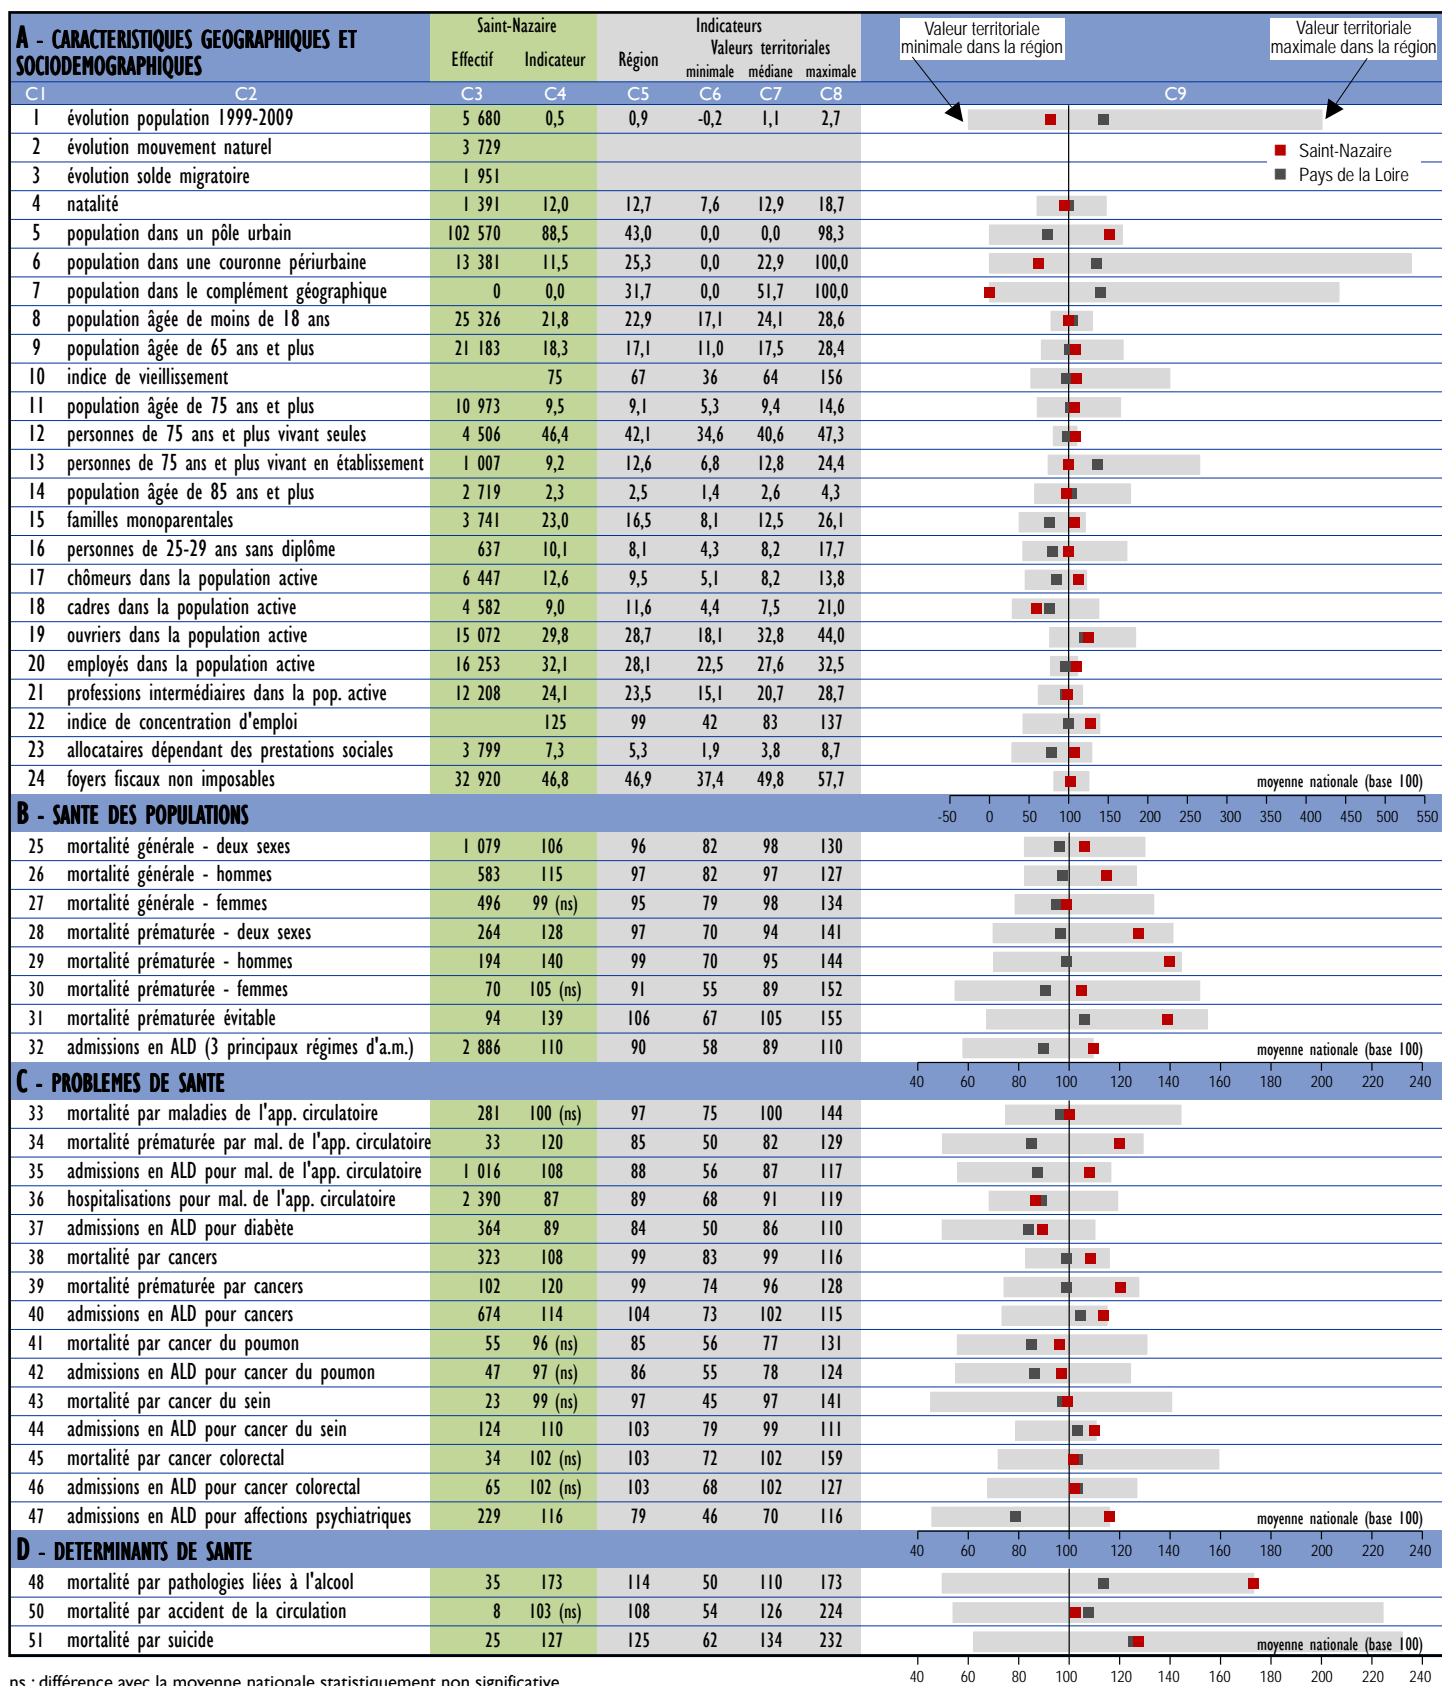 A - CARACTERISTIQUES GEOGRAPHIQUES ET SOCIODEMOGRAPHIQUES
Saint-Nazaire Indicateurs
Effectif Indicateur Région Valeurs territoriales
minimale médiane maximale
Valeur territoriale minimale dans la région
Valeur territoriale maximale dans la région
C1 C2 C3 C4 C5 C6 C7 C8 C9
1 évolution population 1999-2009 5 680 0,5 0,9 -0,2 1,1 2,7
2 évolution mouvement naturel 3 729
Saint-Nazaire
3 évolution solde migratoire 1 951
Pays de la Loire
4 natalité 1 391 12,0 12,7 7,6 12,9 18,7
5 population dans un pôle urbain 102 570 88,5 43,0 0,0 0,0 98,3
6 population dans une couronne périurbaine 13 381 11,5 25,3 0,0 22,9 100,0
7 population dans le complément géographique 0 0,0 31,7 0,0 51,7 100,0
8 population âgée de moins de 18 ans 25 326 21,8 22,9 17,1 24,1 28,6
9 population âgée de 65 ans et plus 21 183 18,3 17,1 11,0 17,5 28,4
10 indice de vieillissement 75 67 36 64 156
11 population âgée de 75 ans et plus 10 973 9,5 9,1 5,3 9,4 14,6
12 personnes de 75 ans et plus vivant seules 4 506 46,4 42,1 34,6 40,6 47,3
13 personnes de 75 ans et plus vivant en établissement 1 007 9,2 12,6 6,8 12,8 24,4
14 population âgée de 85 ans et plus 2 719 2,3 2,5 1,4 2,6 4,3
15 familles monoparentales 3 741 23,0 16,5 8,1 12,5 26,1
16 personnes de 25-29 ans sans diplôme 637 10,1 8,1 4,3 8,2 17,7
17 chômeurs dans la population active 6 447 12,6 9,5 5,1 8,2 13,8
18 cadres dans la population active 4 582 9,0 11,6 4,4 7,5 21,0
19 ouvriers dans la population active 15 072 29,8 28,7 18,1 32,8 44,0
20 employés dans la population active 16 253 32,1 28,1 22,5 27,6 32,5
21 professions intermédiaires dans la pop. active 12 208 24,1 23,5 15,1 20,7 28,7
22 indice de concentration d'emploi 125 99 42 83 137
23 allocataires dépendant des prestations sociales 3 799 7,3 5,3 1,9 3,8 8,7
24 foyers fiscaux non imposables 32 920 46,8 46,9 37,4 49,8 57,7 moyenne nationale (base 100)
B - SANTE DES POPULATIONS -50 0 50 100 150 200 250 300 350 400 450 500 550
25 mortalité générale - deux sexes 1 079 106 96 82 98 130
26 mortalité générale - hommes 583 115 97 82 97 127
27 mortalité générale - femmes 496 99 (ns) 95 79 98 134
28 mortalité prématurée - deux sexes 264 128 97 70 94 141
29 mortalité prématurée - hommes 194 140 99 70 95 144
30 mortalité prématurée - femmes 70 105 (ns) 91 55 89 152
31 mortalité prématurée évitable 94 139 106 67 105 155
32 admissions en ALD (3 principaux régimes d'a.m.) 2 886 110 90 58 89 110 moyenne nationale (base 100)
C - PROBLEMES DE SANTE 40 60 80 100 120 140 160 180 200 220 240
33 mortalité par maladies de l'app. circulatoire 281 100 (ns) 97 75 100 144
34 mortalité prématurée par mal. de l'app. circulatoire 33 120 85 50 82 129
35 admissions en ALD pour mal. de l'app. circulatoire 1 016 108 88 56 87 117
36 hospitalisations pour mal. de l'app. circulatoire 2 390 87 89 68 91 119
37 admissions en ALD pour diabète 364 89 84 50 86 110
38 mortalité par cancers 323 108 99 83 99 116
39 mortalité prématurée par cancers 102 120 99 74 96 128
40 admissions en ALD pour cancers 674 114 104 73 102 115
41 mortalité par cancer du poumon 55 96 (ns) 85 56 77 131
42 admissions en ALD pour cancer du poumon 47 97 (ns) 86 55 78 124
43 mortalité par cancer du sein 23 99 (ns) 97 45 97 141
44 admissions en ALD pour cancer du sein 124 110 103 79 99 111
45 mortalité par cancer colorectal 34 102 (ns) 103 72 102 159
46 admissions en ALD pour cancer colorectal 65 102 (ns) 103 68 102 127
47 admissions en ALD pour affections psychiatriques 229 116 79 46 70 116 moyenne nationale (base 100)
D - DETERMINANTS DE SANTE 40 60 80 100 120 140 160 180 200 220 240
48 mortalité par pathologies liées à l'alcool 35 173 114 50 110 173
50 mortalité par accident de la circulation 8 103 (ns) 108 54 126 224
51 mortalité par suicide 25 127 125 62 134 232 moyenne nationale (base 100)
40 60 80 100 120 140 160 180 200 220 240
ns : différence avec la moyenne nationale statistiquement non significative